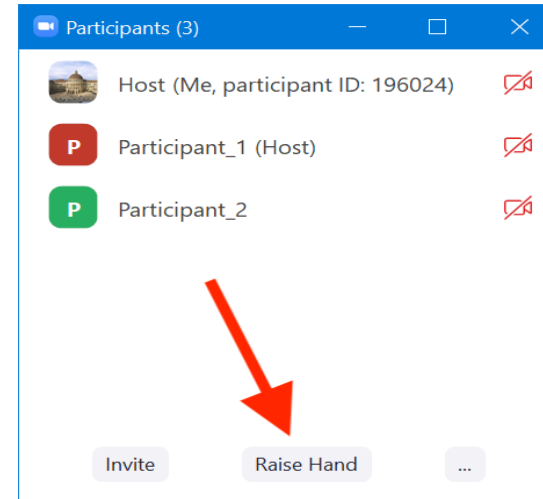 Participants (3)
Host (Me, participant ID: 196024)
P Participant_1 (Host)
P Participant_2
Invite Raise Hand ...